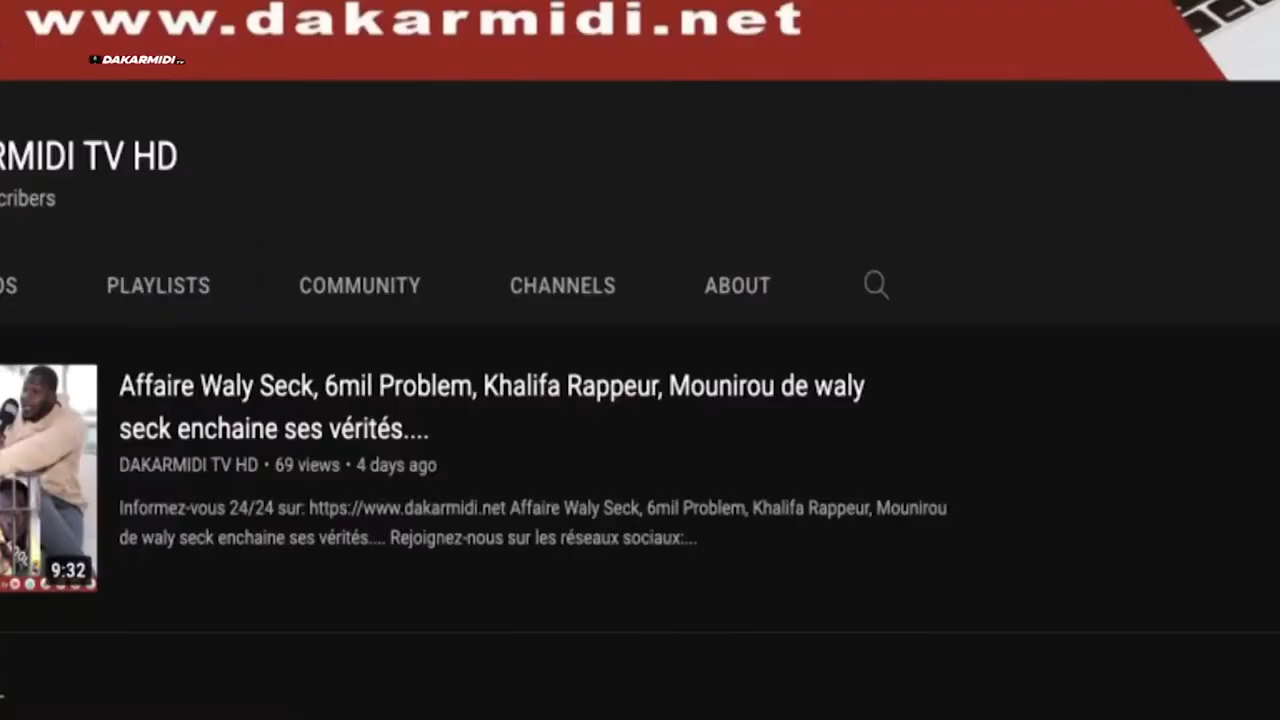 www.dakarmidi.net
DAKARMIDI TV
RMIDI TV HD
cribers
OS PLAYLISTS COMMUNITY CHANNELS ABOUT
Affaire Waly Seck, 6mil Problem, Khalifa Rappeur, Mounirou de waly
seck enchaine ses vérités....
DAKARMIDI TV HD • 69 views • 4 days ago
Informez-vous 24/24 sur: https://www.dakarmidi.net Affaire Waly Seck, 6mil Problem, Khalifa Rappeur, Mounirou
de waly seck enchaine ses vérités.... Rejoignez-nous sur les réseaux sociaux:...
9:32